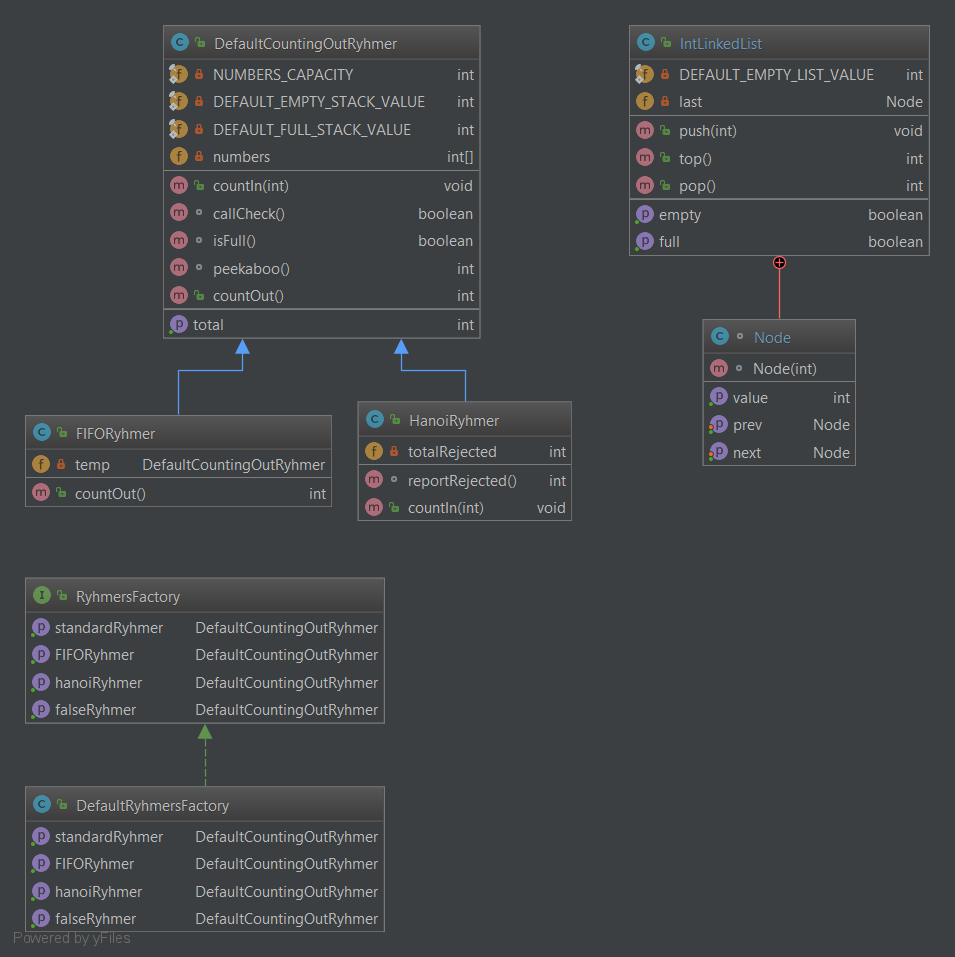 DefaultCountingOutRyhmer
NUMBERS_CAPACITY int
DEFAULT_EMPTY_STACK_VALUE int
DEFAULT_FULL_STACK_VALUE int
numbers int[]
countIn(int) void
callCheck() boolean
isFull() boolean
peekaboo() int
countOut() int
total int
IntLinkedList
DEFAULT_EMPTY_LIST_VALUE int
last Node
push(int) void
top() int
pop() int
empty boolean
full boolean
Node
Node(int)
value int
prev Node
next Node
FIFORyhmer
temp DefaultCountingOutRyhmer
countOut() int
HanoiRyhmer
totalRejected int
reportRejected() int
countIn(int) void
RyhmersFactory
standardRyhmer DefaultCountingOutRyhmer
FIFORyhmer DefaultCountingOutRyhmer
hanoiRyhmer DefaultCountingOutRyhmer
falseRyhmer DefaultCountingOutRyhmer
DefaultRyhmersFactory
standardRyhmer DefaultCountingOutRyhmer
FIFORyhmer DefaultCountingOutRyhmer
hanoiRyhmer DefaultCountingOutRyhmer
falseRyhmer DefaultCountingOutRyhmer
Powered by yFiles